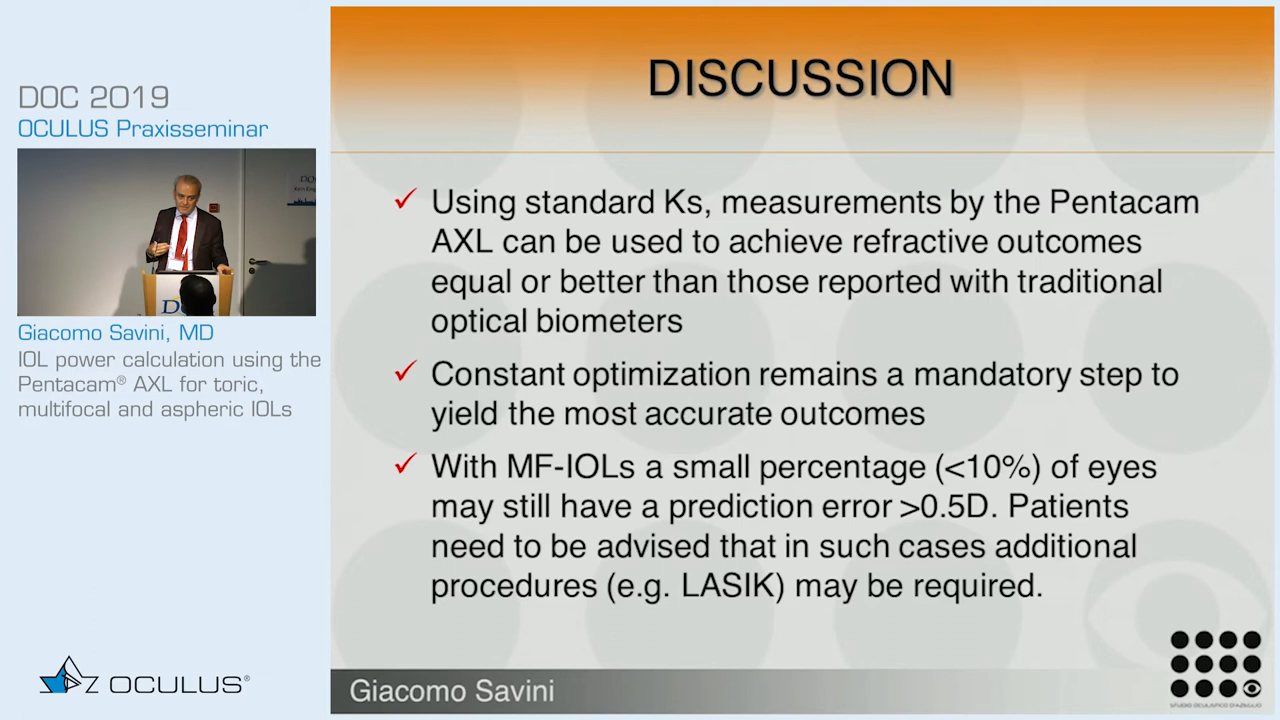 DOC 2019
OCULUS Praxisseminar
Giacomo Savini, MD
IOL power calculation using the
Pentacam® AXL for toric,
multifocal and aspheric IOLs
OCULUS®
DISCUSSION
Using standard Ks, measurements by the Pentacam
AXL can be used to achieve refractive outcomes
equal or better than those reported with traditional
optical biometers
Constant optimization remains a mandatory step to
yield the most accurate outcomes
With MF-IOLs a small percentage (<10%) of eyes
may still have a prediction error >0.5D. Patients
need to be advised that in such cases additional
procedures (e.g. LASIK) may be required.
Giacomo Savini